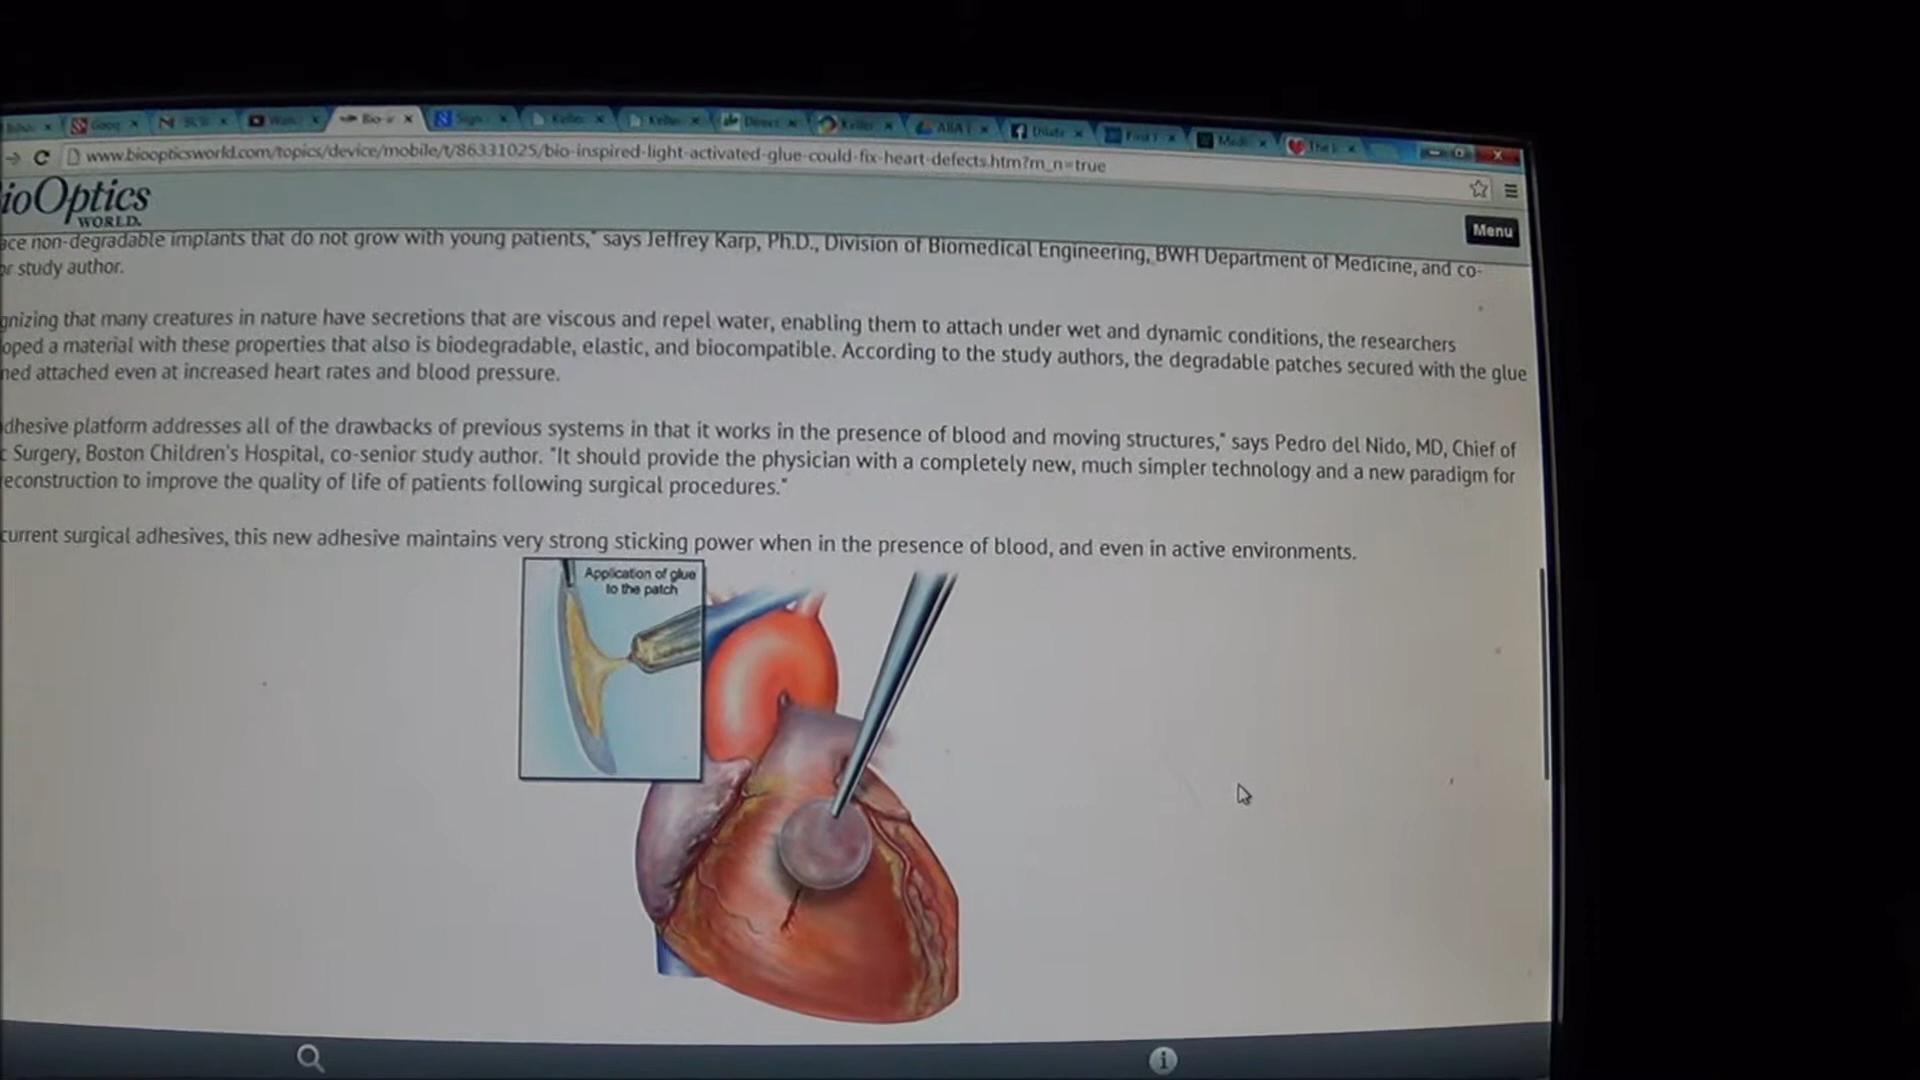 Goog
www.bioopticsworld.com/topics/device/mobile/t/86331025/bio-inspired-light-activated-glue-could-fix-heart-defects.htm?m_n=true
ioOptics
WORLD.
Menu
ace non-degradable implants that do not grow with young patients," says Jeffrey Karp, Ph.D., Division of Biomedical Engineering, BWH Department of Medicine, and co-
or study author.
gnizing that many creatures in nature have secretions that are viscous and repel water, enabling them to attach under wet and dynamic conditions, the researchers
oped a material with these properties that also is biodegradable, elastic, and biocompatible. According to the study authors, the degradable patches secured with the glue
ned attached even at increased heart rates and blood pressure.
dhesive platform addresses all of the drawbacks of previous systems in that it works in the presence of blood and moving structures," says Pedro del Nido, MD, Chief of
c Surgery, Boston Children's Hospital, co-senior study author. "It should provide the physician with a completely new, much simpler technology and a new paradigm for
econstruction to improve the quality of life of patients following surgical procedures."
current surgical adhesives, this new adhesive maintains very strong sticking power when in the presence of blood, and even in active environments.
Application of glue
to the patch